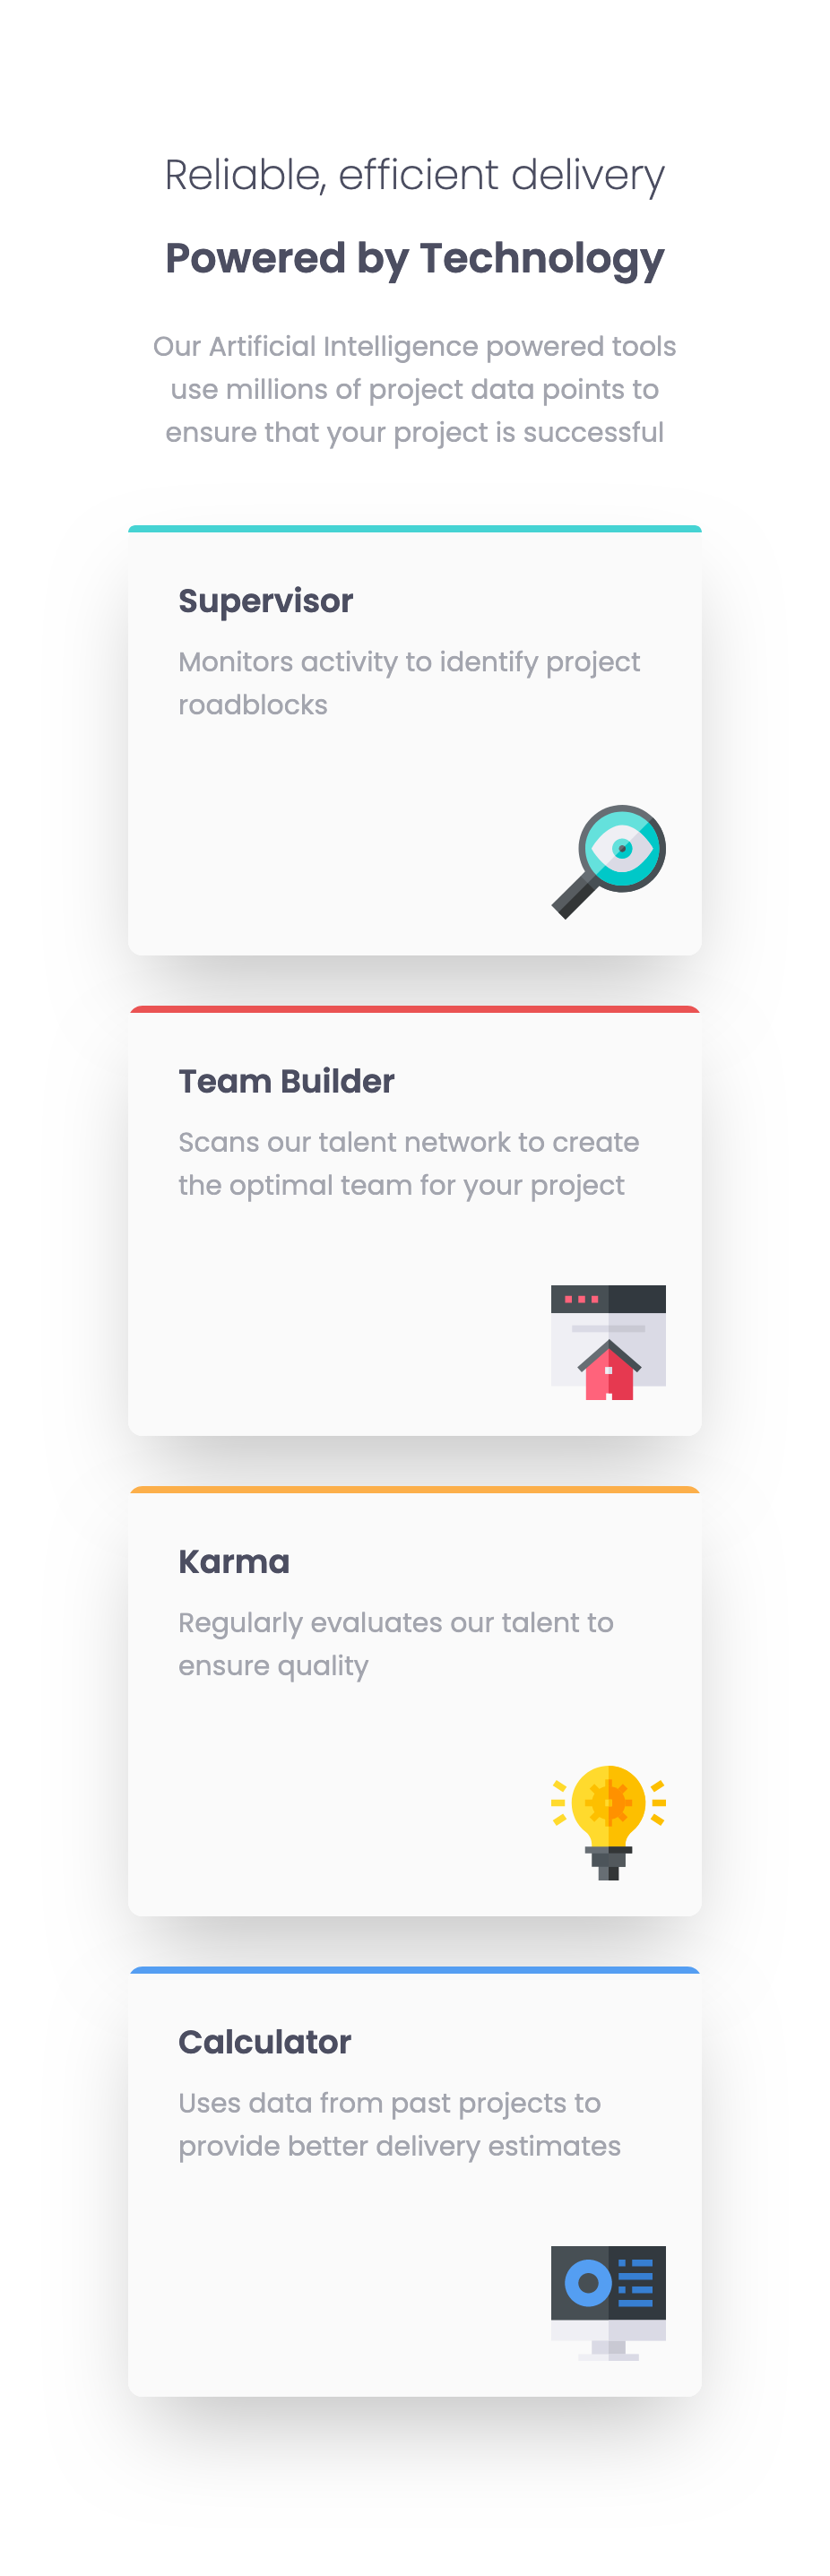 Reliable, efficient delivery
Powered by Technology
Our Artificial Intelligence powered tools
use millions of project data points to
ensure that your project is successful
Supervisor
Monitors activity to identify project
roadblocks
Team Builder
Scans our talent network to create
the optimal team for your project
Karma
Regularly evaluates our talent to
ensure quality
Calculator
Uses data from past projects to
provide better delivery estimates